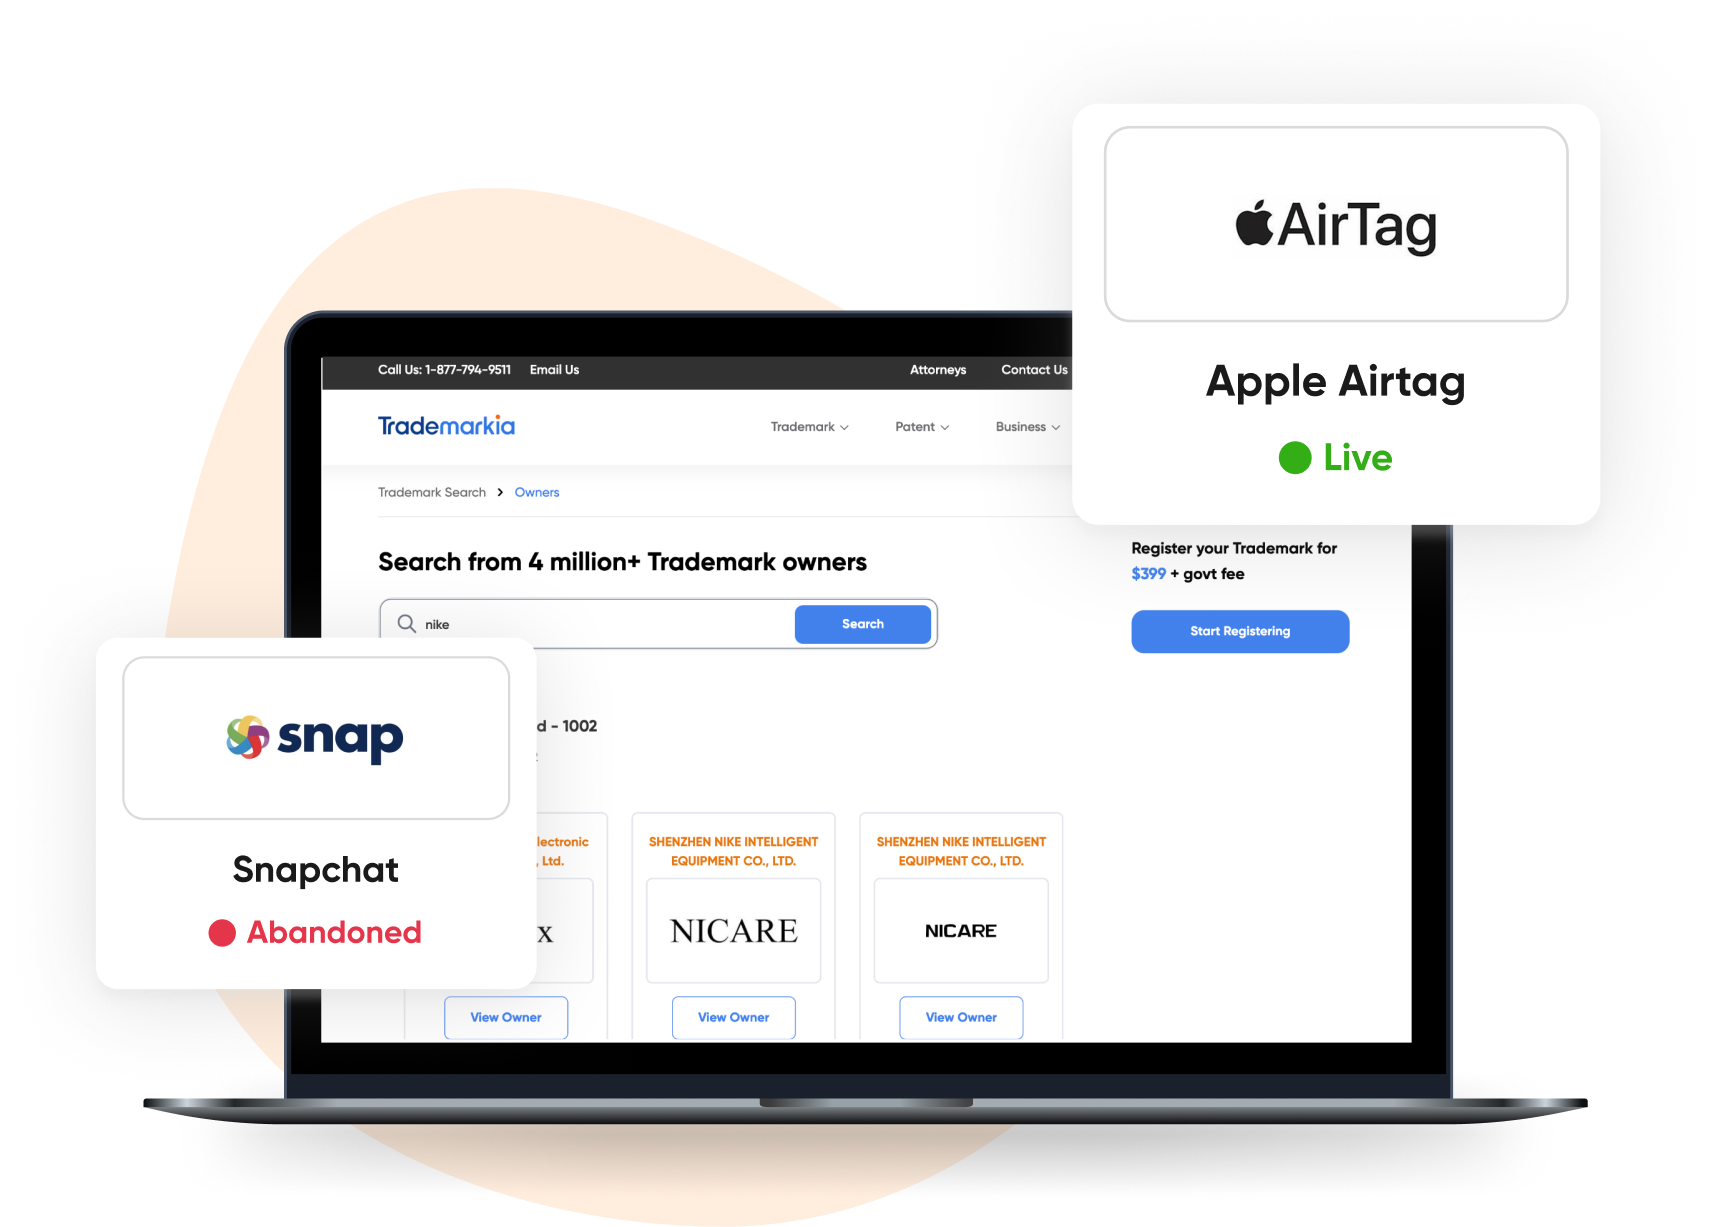 AirTag
Apple Airtag
Live
Call Us: 1-877-794-9511 Email Us Attorneys Contact Us
Trademarkia Trademark Patent Business
Trademark Search > Owners
Search from 4 million+ Trademark owners
nike Search
Register your Trademark for
$399 + govt fee
Start Registering
snap
Snapchat
Abandoned
d - 1002
lectronic
, Ltd.
x
View Owner
SHENZHEN NIKE INTELLIGENT
EQUIPMENT CO., LTD.
NICARE
View Owner
SHENZHEN NIKE INTELLIGENT
EQUIPMENT CO., LTD.
NICARE
View Owner